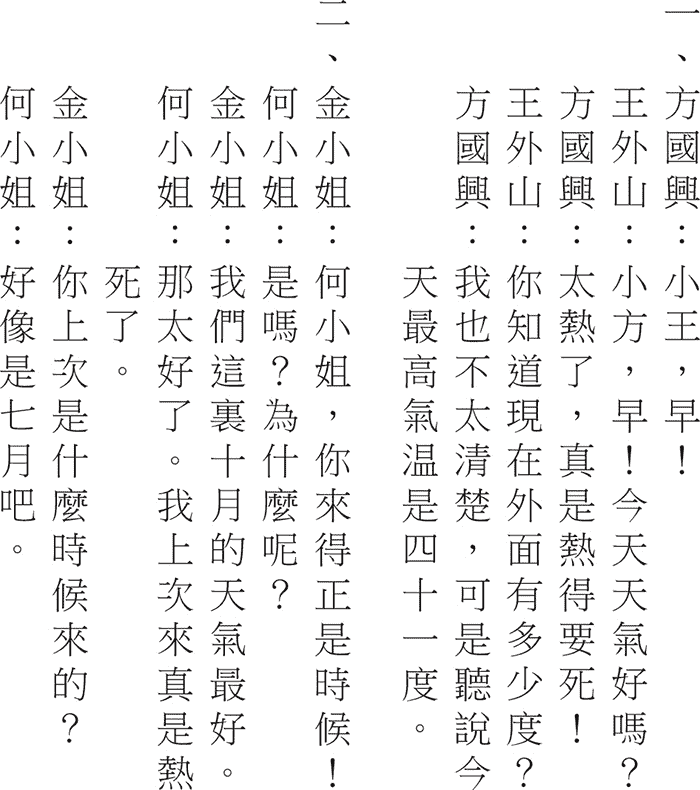 一、方國興：小王，早！
王外山：小方，早！今天天氣好嗎？
方國興：太熱了，真是熱得要死！
王外山：你知道現在外面有多少度？
方國興：我也不太清楚，可是聽說今
天最高氣温是四十一度。
二、金小姐：何小姐，你來得正是時候！
何小姐：是嗎？為什麼呢？
金小姐：我們這裏十月的天氣最好。
何小姐：那太好了。我上次來真是熱
死了。
金小姐：你上次是什麼時候來的？
何小姐：好像是七月吧。